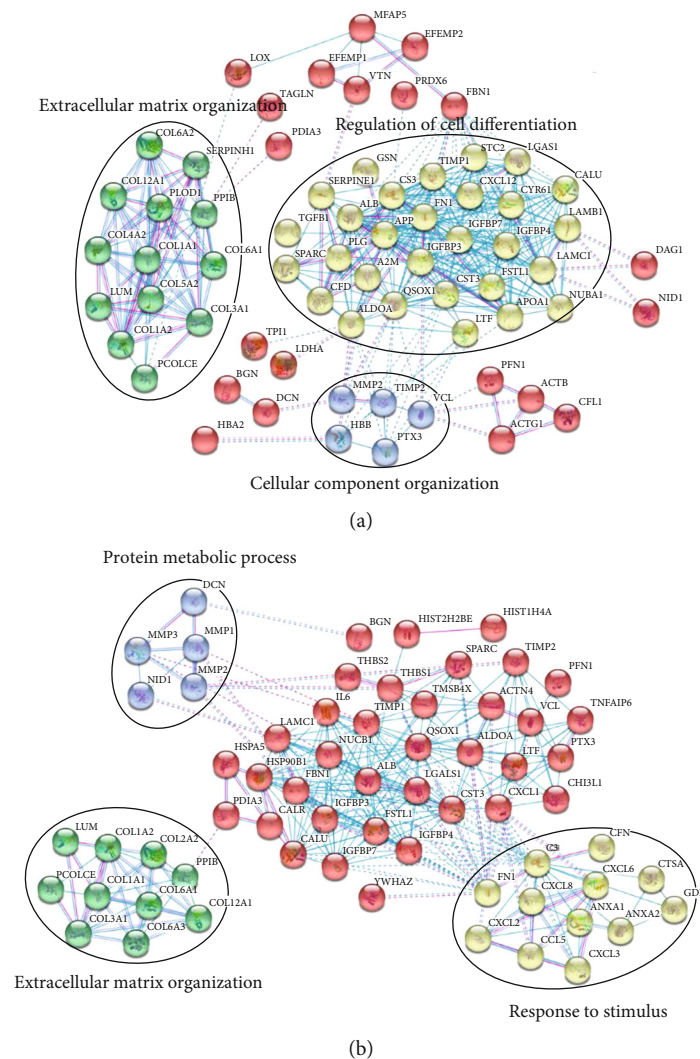 MFAP5
EFEMP2
LOX
EFEMP1
VTN
PRDX6
TAGLN
FBN1
Extracellular matrix organization
PDIA3
Regulation of cell differentiation
COL6A2
SERPINH1
COL12A1
PLOD1
PPIB
COL4A2
COL1A1
COL6A1
LUM
COL5A2
COL3A1
COL1A2
PCOLCE
GSN
TIMP1
STC2
LGAS1
SERPINE1
CS3
CXCL12
CALU
ALB
FN1
CYR61
TGFB1
APP
IGFBP7
LAMB1
PLG
IGFBP3
IGFBP4
SPARC
A2M
CST3
FSTL1
LAMC1
CFD
QSOX1
APOA1
NUBA1
ALDOA
LTF
DAG1
NID1
TPI1
LDHA
BGN
DCN
HBA2
MMP2
TIMP2
VCL
HBB
PTX3
PFN1
ACTB
CFL1
ACTG1
Cellular component organization
(a)
Protein metabolic process
DCN
MMP3
MMP1
MMP2
NID1
BGN
HIST2H2BE
HIST1H4A
THBS2
THBS1
SPARC
TIMP2
PFN1
IL6
TMSB4X
ACTN4
TNFAIP6
LAMC1
TIMP1
VCL
NUCB1
QSOX1
ALDOA
PTX3
HSPA5
HSP90B1
ALB
LTF
FBN1
LGALS1
CHI3L1
PDIA3
CALR
IGFBP3
CST3
CXCL1
FSTL1
CALU
IGFBP4
IGFBP7
YWHAZ
LUM
COL1A2
COL2A2
PPIB
PCOLCE
COL1A1
COL6A1
COL12A1
COL3A1
COL6A3
Extracellular matrix organization
C3
CFN
FN1
CXCL8
CXCL6
CTSA
GD
CXCL2
ANXA1
ANXA2
CCL5
CXCL3
Response to stimulus
(b)